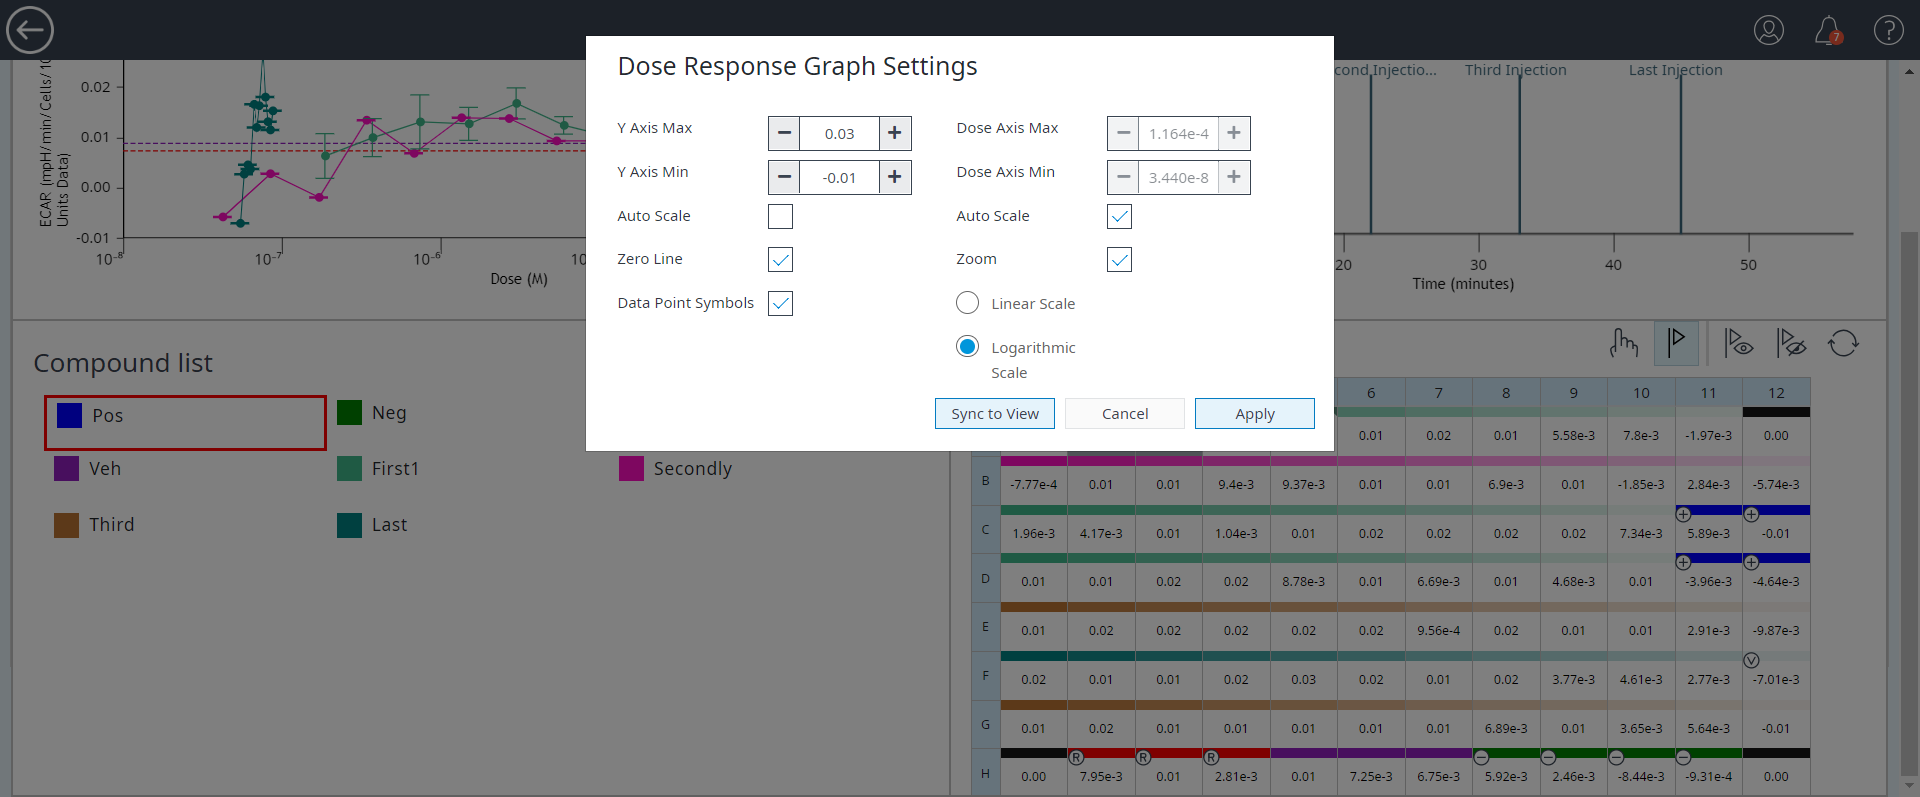 7
?
Dose Response Graph Settings
Y Axis Max
0.03
Dose Axis Max
1.164e-4
Y Axis Min
-0.01
Dose Axis Min
3.440e-8
Auto Scale
Auto Scale
Zero Line
Zoom
Data Point Symbols
Linear Scale
Logarithmic
Scale
Sync to View
Cancel
Apply
ECAR (mpH/min/Cells/10
Units Data)
0.02
0.01
0.00
-0.01
10⁻⁸
10⁻⁷
10⁻⁶
10
Dose (M)
cond Injectio...
Third Injection
Last Injection
20
30
40
50
Time (minutes)
Compound list
Pos
Neg
Veh
First1
Secondly
Third
Last
6 7 8 9 10 11 12
0.01 0.02 0.01 5.58e-3 7.8e-3 -1.97e-3 0.00
B -7.77e-4 0.01 0.01 9.4e-3 9.37e-3 0.01 0.01 6.9e-3 0.01 -1.85e-3 2.84e-3 -5.74e-3
C 1.96e-3 4.17e-3 0.01 1.04e-3 0.01 0.02 0.02 0.02 0.02 7.34e-3 5.89e-3 -0.01
D 0.01 0.01 0.02 0.02 8.78e-3 0.01 6.69e-3 0.01 4.68e-3 0.01 -3.96e-3 -4.64e-3
E 0.01 0.02 0.02 0.02 0.02 0.02 9.56e-4 0.02 0.01 0.01 2.91e-3 -9.87e-3
V
F 0.02 0.01 0.01 0.02 0.03 0.02 0.01 0.02 3.77e-3 4.61e-3 2.77e-3 -7.01e-3
G 0.01 0.02 0.01 0.01 0.01 0.01 0.01 6.89e-3 0.01 3.65e-3 5.64e-3 -0.01
R R R
H 0.00 7.95e-3 0.01 2.81e-3 0.01 7.25e-3 6.75e-3 5.92e-3 2.46e-3 -8.44e-3 -9.31e-4 0.00